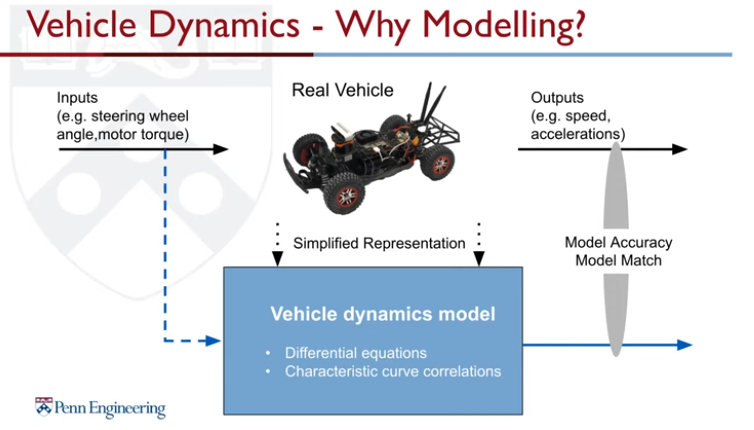 Vehicle Dynamics - Why Modelling?
Inputs
(e.g. steering wheel
angle,motor torque)
Real Vehicle
Outputs
(e.g. speed,
accelerations)
Simplified Representation
Model Accuracy
Model Match
Vehicle dynamics model
• Differential equations
• Characteristic curve correlations
Penn Engineering